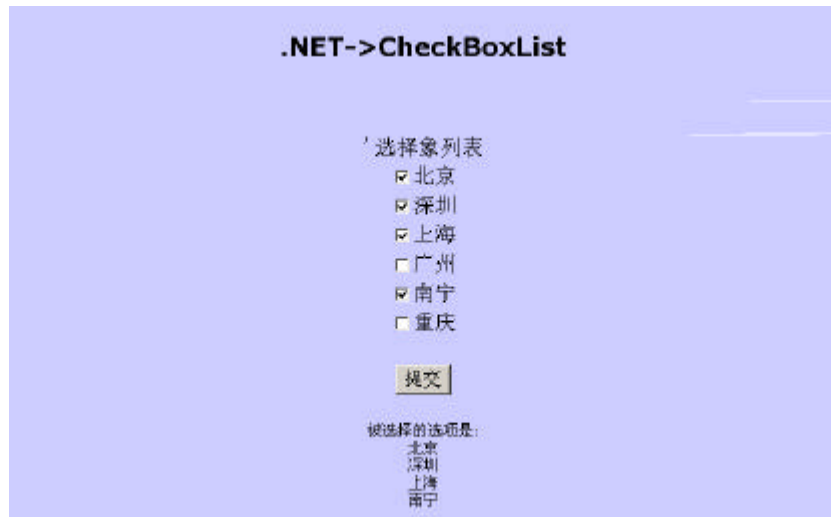 .NET->CheckBoxList
'选择象列表
北京
深圳
上海
广州
南宁
重庆
提交
被选择的选项是:
北京
深圳
上海
南宁